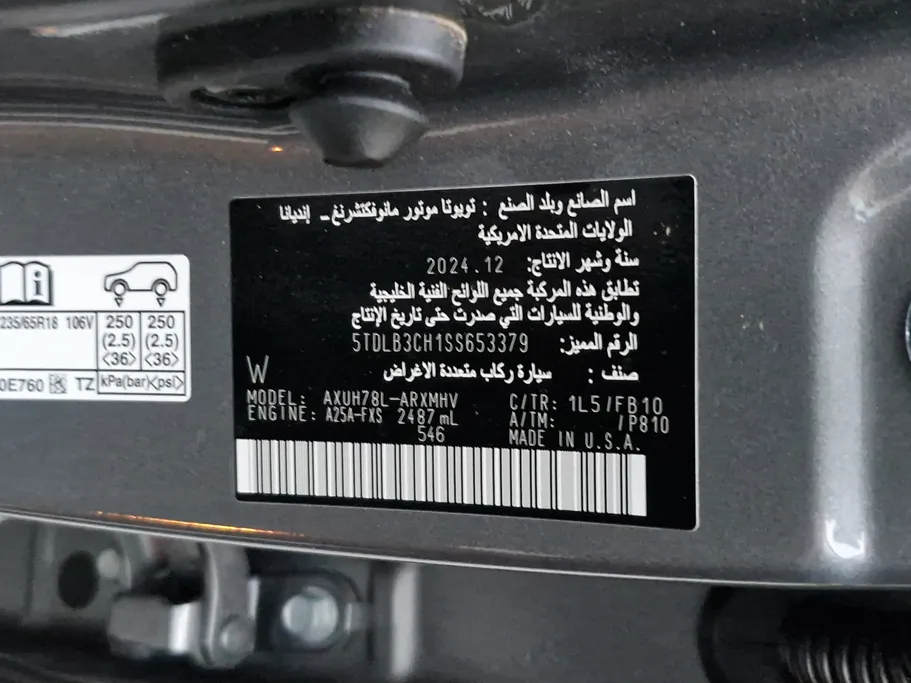 اسم الصانع وبلد الصنع : تويوتا موتور مانوفكتشرنغ - إنديانا
الولايات المتحدة الامريكية
سنة وشهر الإنتاج: 2024.12
تطابق هذه المركبة جميع اللوائح الفنية الخليجية
والوطنية للسيارات التي صدرت حتى تاريخ الإنتاج
الرقم المميز: 5TDLB3CH1SS653379
صنف : سيارة ركاب متعددة الاغراض
W
MODEL: AXUH78L-ARXMHV C/TR: 1L5/FB10
ENGINE: A25A-FXS 2487 mL A/TM: /P810
546 MADE IN U.S.A.
235/65R18 106V 250 250
(2.5) (2.5)
<36> <36>
0E760 TZ kPa(bar)<psi>